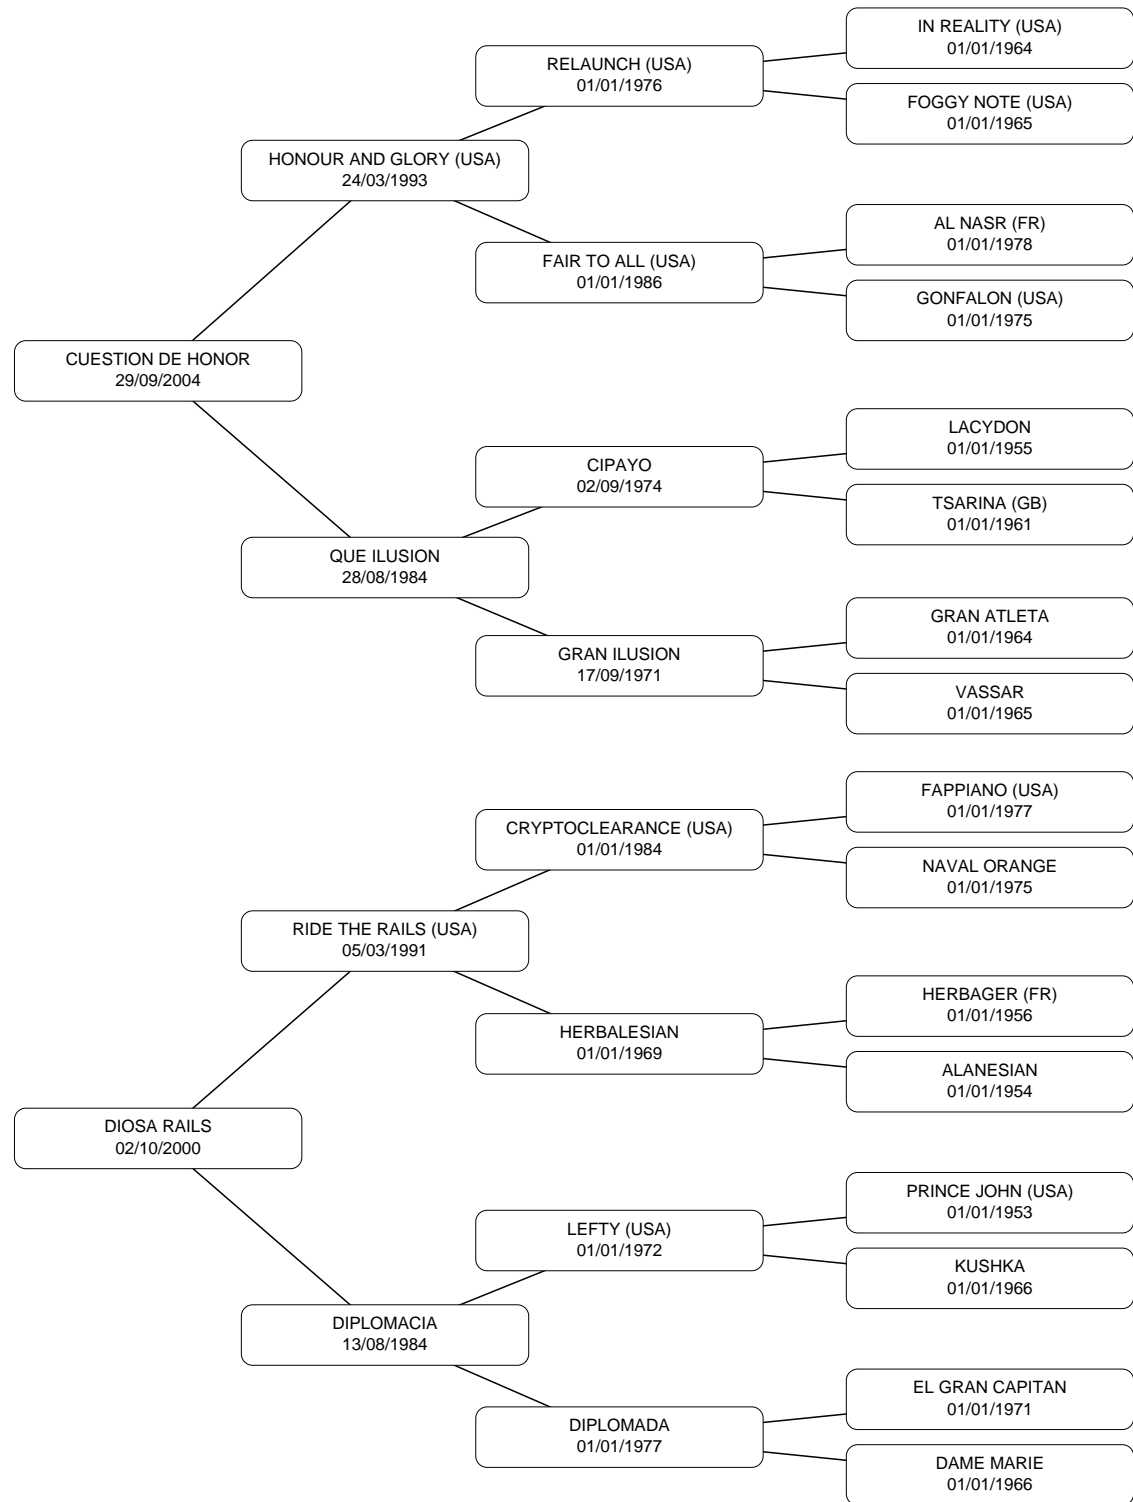 IN REALITY (USA)
01/01/1964
RELAUNCH (USA)
01/01/1976
FOGGY NOTE (USA)
01/01/1965
HONOUR AND GLORY (USA)
24/03/1993
AL NASR (FR)
01/01/1978
FAIR TO ALL (USA)
01/01/1986
GONFALON (USA)
01/01/1975
CUESTION DE HONOR
29/09/2004
LACYDON
01/01/1955
CIPAYO
02/09/1974
TSARINA (GB)
01/01/1961
QUE ILUSION
28/08/1984
GRAN ATLETA
01/01/1964
GRAN ILUSION
17/09/1971
VASSAR
01/01/1965
FAPPIANO (USA)
01/01/1977
CRYPTOCLEARANCE (USA)
01/01/1984
NAVAL ORANGE
01/01/1975
RIDE THE RAILS (USA)
05/03/1991
HERBAGER (FR)
01/01/1956
HERBALESIAN
01/01/1969
ALANESIAN
01/01/1954
DIOSA RAILS
02/10/2000
PRINCE JOHN (USA)
01/01/1953
LEFTY (USA)
01/01/1972
KUSHKA
01/01/1966
DIPLOMACIA
13/08/1984
EL GRAN CAPITAN
01/01/1971
DIPLOMADA
01/01/1977
DAME MARIE
01/01/1966